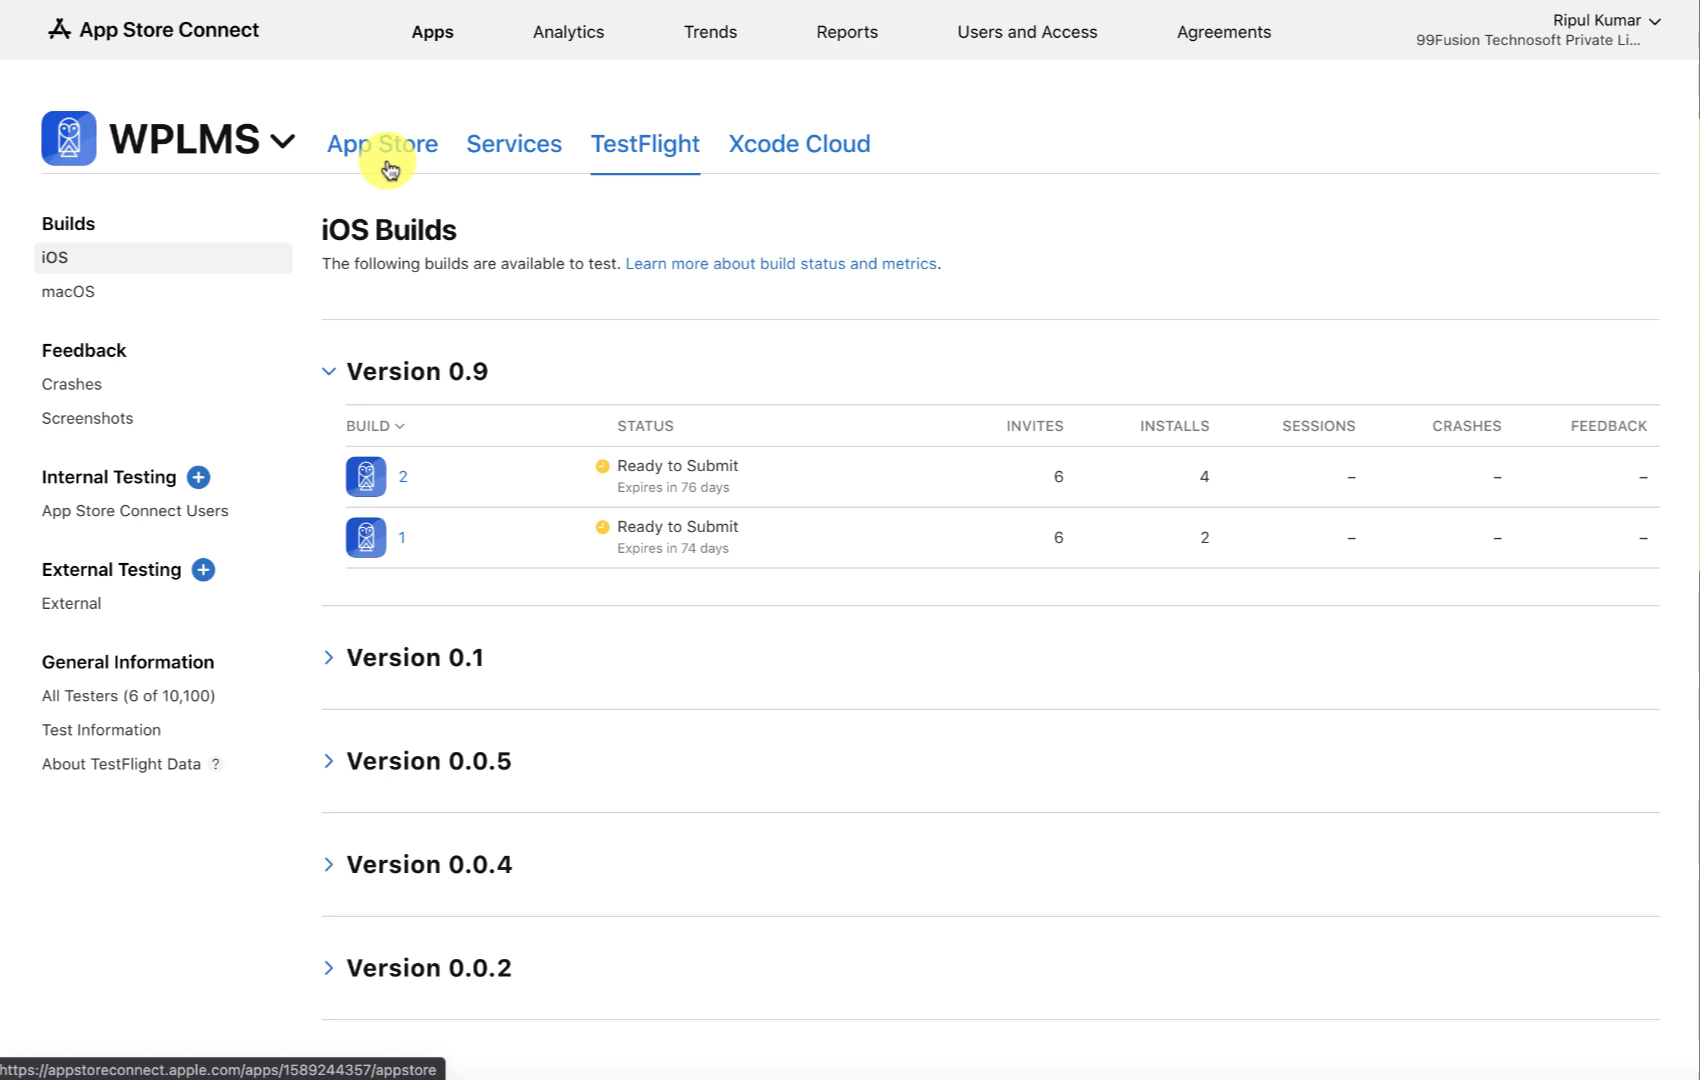 App Store Connect
Apps
Analytics
Trends
Reports
Users and Access
Agreements
Ripul Kumar
99Fusion Technosoft Private Li...
WPLMS
App Store
Services
TestFlight
Xcode Cloud
Builds
iOS
macOS
Feedback
Crashes
Screenshots
Internal Testing
App Store Connect Users
External Testing
External
General Information
All Testers (6 of 10,100)
Test Information
About TestFlight Data ?
iOS Builds
The following builds are available to test. Learn more about build status and metrics.
Version 0.9
BUILD STATUS INVITES INSTALLS SESSIONS CRASHES FEEDBACK
2 Ready to Submit 6 4 – – –
Expires in 76 days
1 Ready to Submit 6 2 – – –
Expires in 74 days
Version 0.1
Version 0.0.5
Version 0.0.4
Version 0.0.2
https://appstoreconnect.apple.com/apps/1589244357/appstore